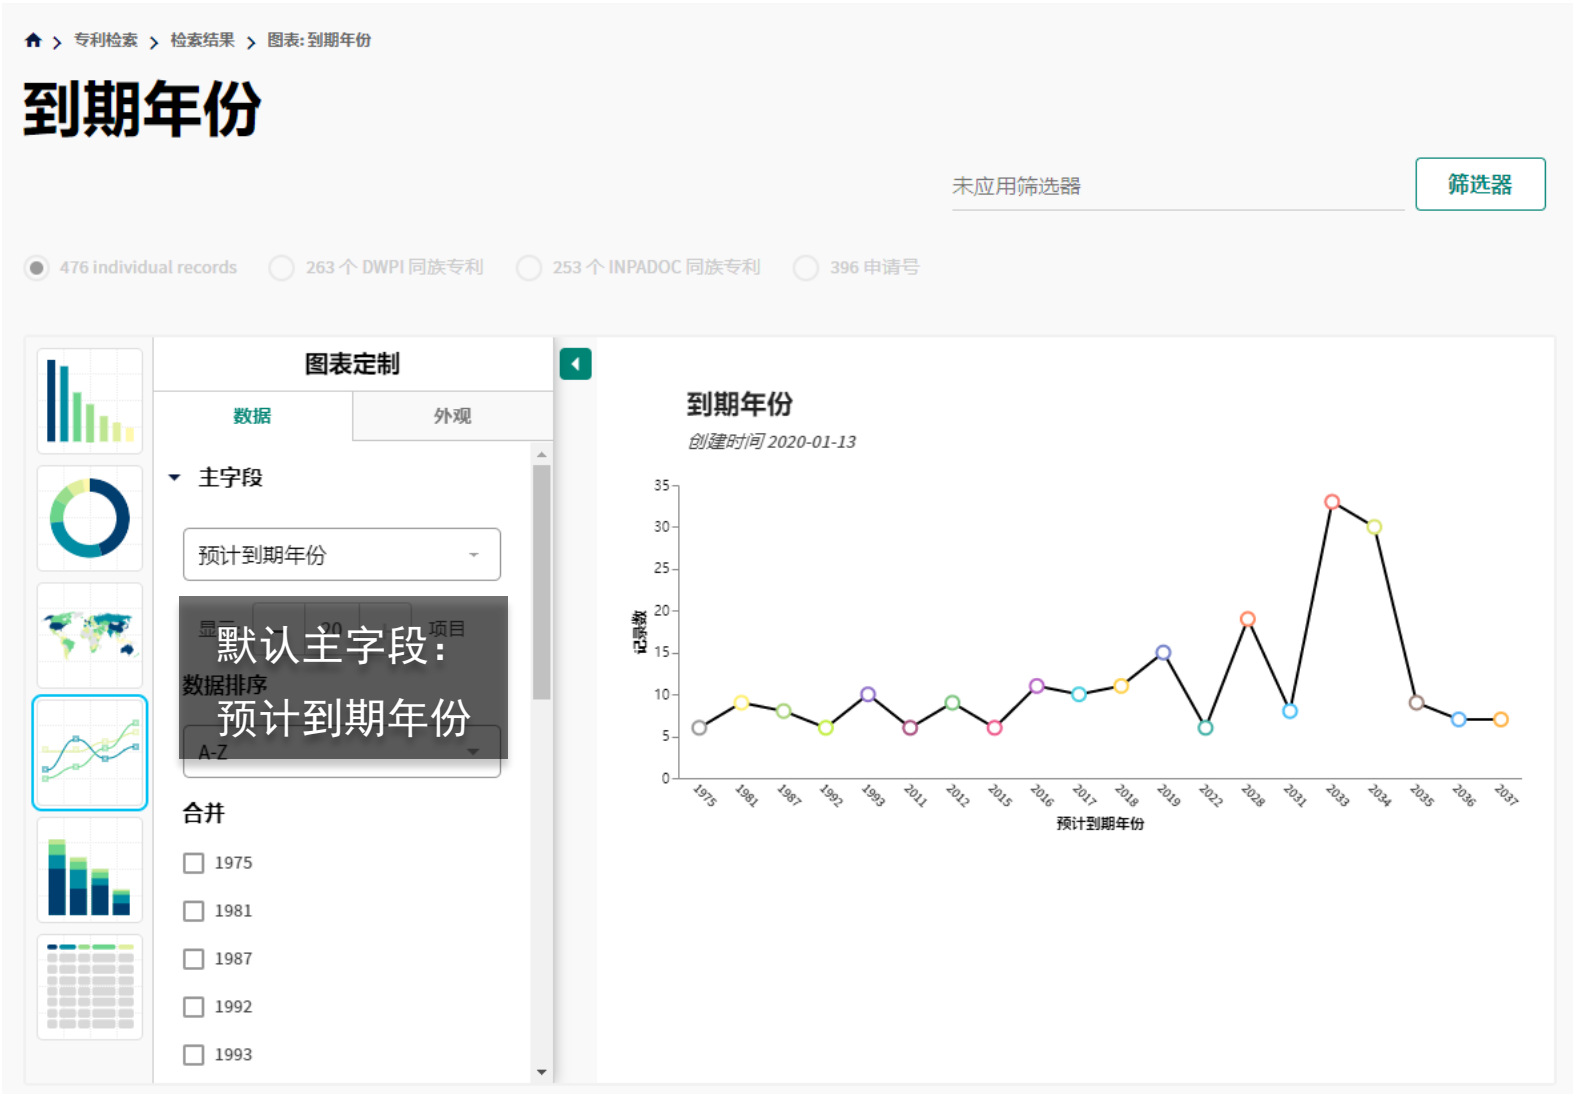 专利检索 检索结果 图表: 到期年份
到期年份
未应用筛选器
筛选器
476 individual records 263 个 DWPI 同族专利 253 个 INPADOC 同族专利 396 申请号
图表定制
数据 外观
主字段
预计到期年份
显示: 20 项目
默认主字段:
数据排序
预计到期年份
A-Z
合并
1975
1981
1987
1992
1993
到期年份
创建时间 2020-01-13
35
30
25
20
15
10
5
0
记录数
1975 1981 1987 1992 1993 2011 2012 2015 2016 2017 2018 2019 2022 2028 2031 2033 2034 2035 2036 2037
预计到期年份